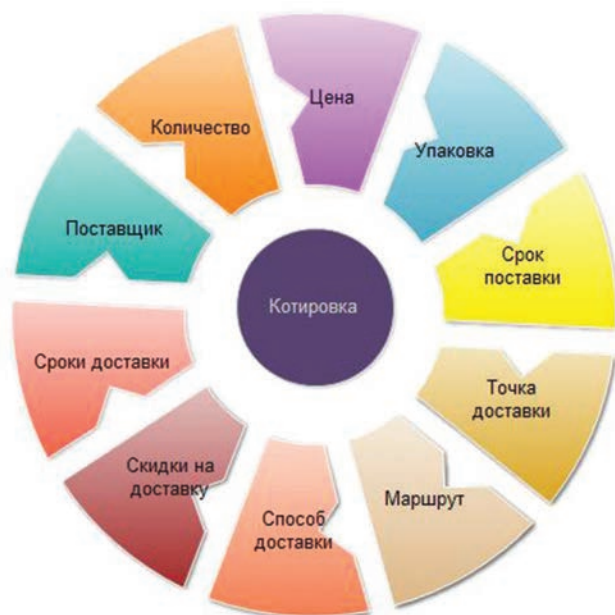 Цена
Упаковка
Срок
поставки
Точка
доставки
Маршрут
Способ
доставки
Скидки на
доставку
Сроки доставки
Поставщик
Количество
Котировка